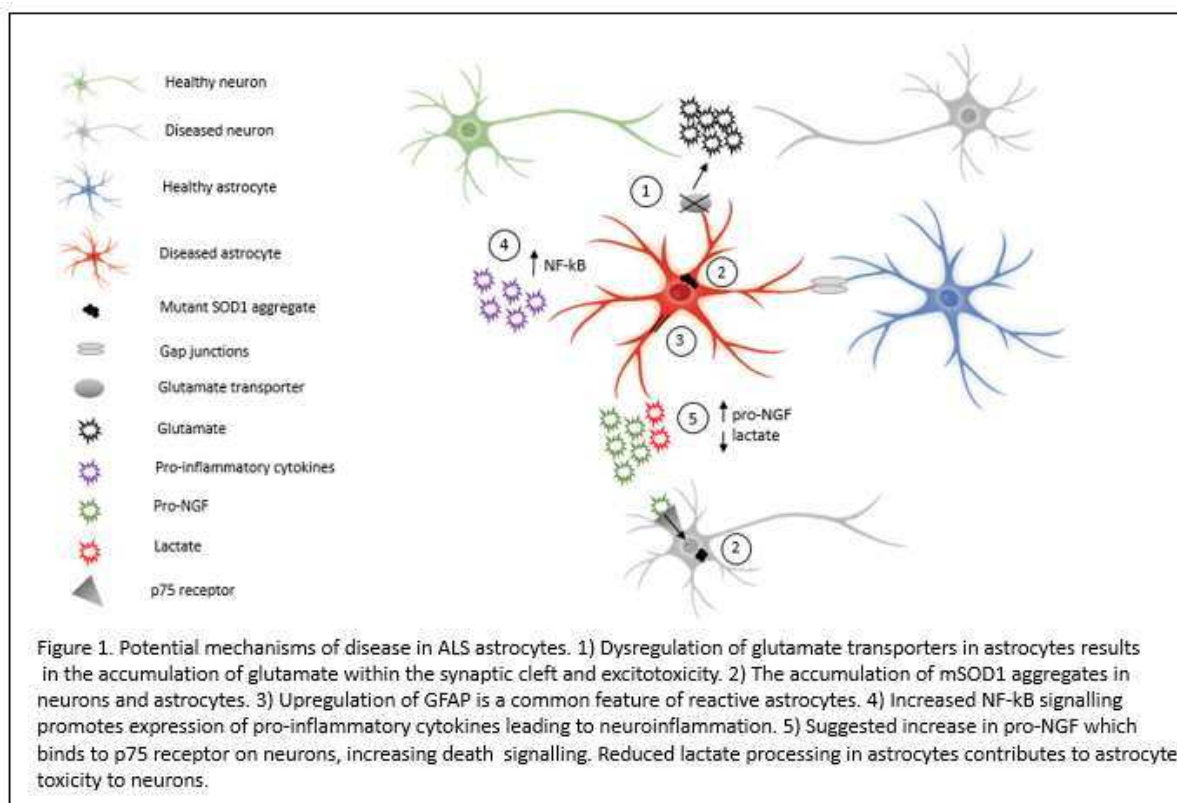 Healthy neuron
Diseased neuron
Healthy astrocyte
Diseased astrocyte
Mutant SOD1 aggregate
Gap junctions
Glutamate transporter
Glutamate
Pro-inflammatory cytokines
Pro-NGF
Lactate
p75 receptor
1
4
NF-kB
2
3
5
pro-NGF
lactate
2
Figure 1. Potential mechanisms of disease in ALS astrocytes. 1) Dysregulation of glutamate transporters in astrocytes results
in the accumulation of glutamate within the synaptic cleft and excitotoxicity. 2) The accumulation of mSOD1 aggregates in
neurons and astrocytes. 3) Upregulation of GFAP is a common feature of reactive astrocytes. 4) Increased NF-kB signalling
promotes expression of pro-inflammatory cytokines leading to neuroinflammation. 5) Suggested increase in pro-NGF which
binds to p75 receptor on neurons, increasing death signalling. Reduced lactate processing in astrocytes contributes to astrocyte
toxicity to neurons.